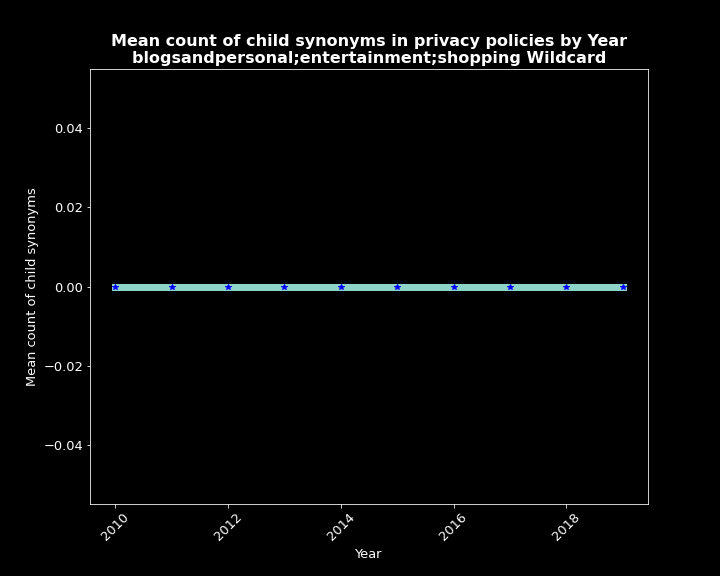 Mean count of child synonyms in privacy policies by Year
blogsandpersonal;entertainment;shopping Wildcard
Mean count of child synonyms
0.04
0.02
0.00
−0.02
−0.04
2010
2012
2014
2016
2018
Year